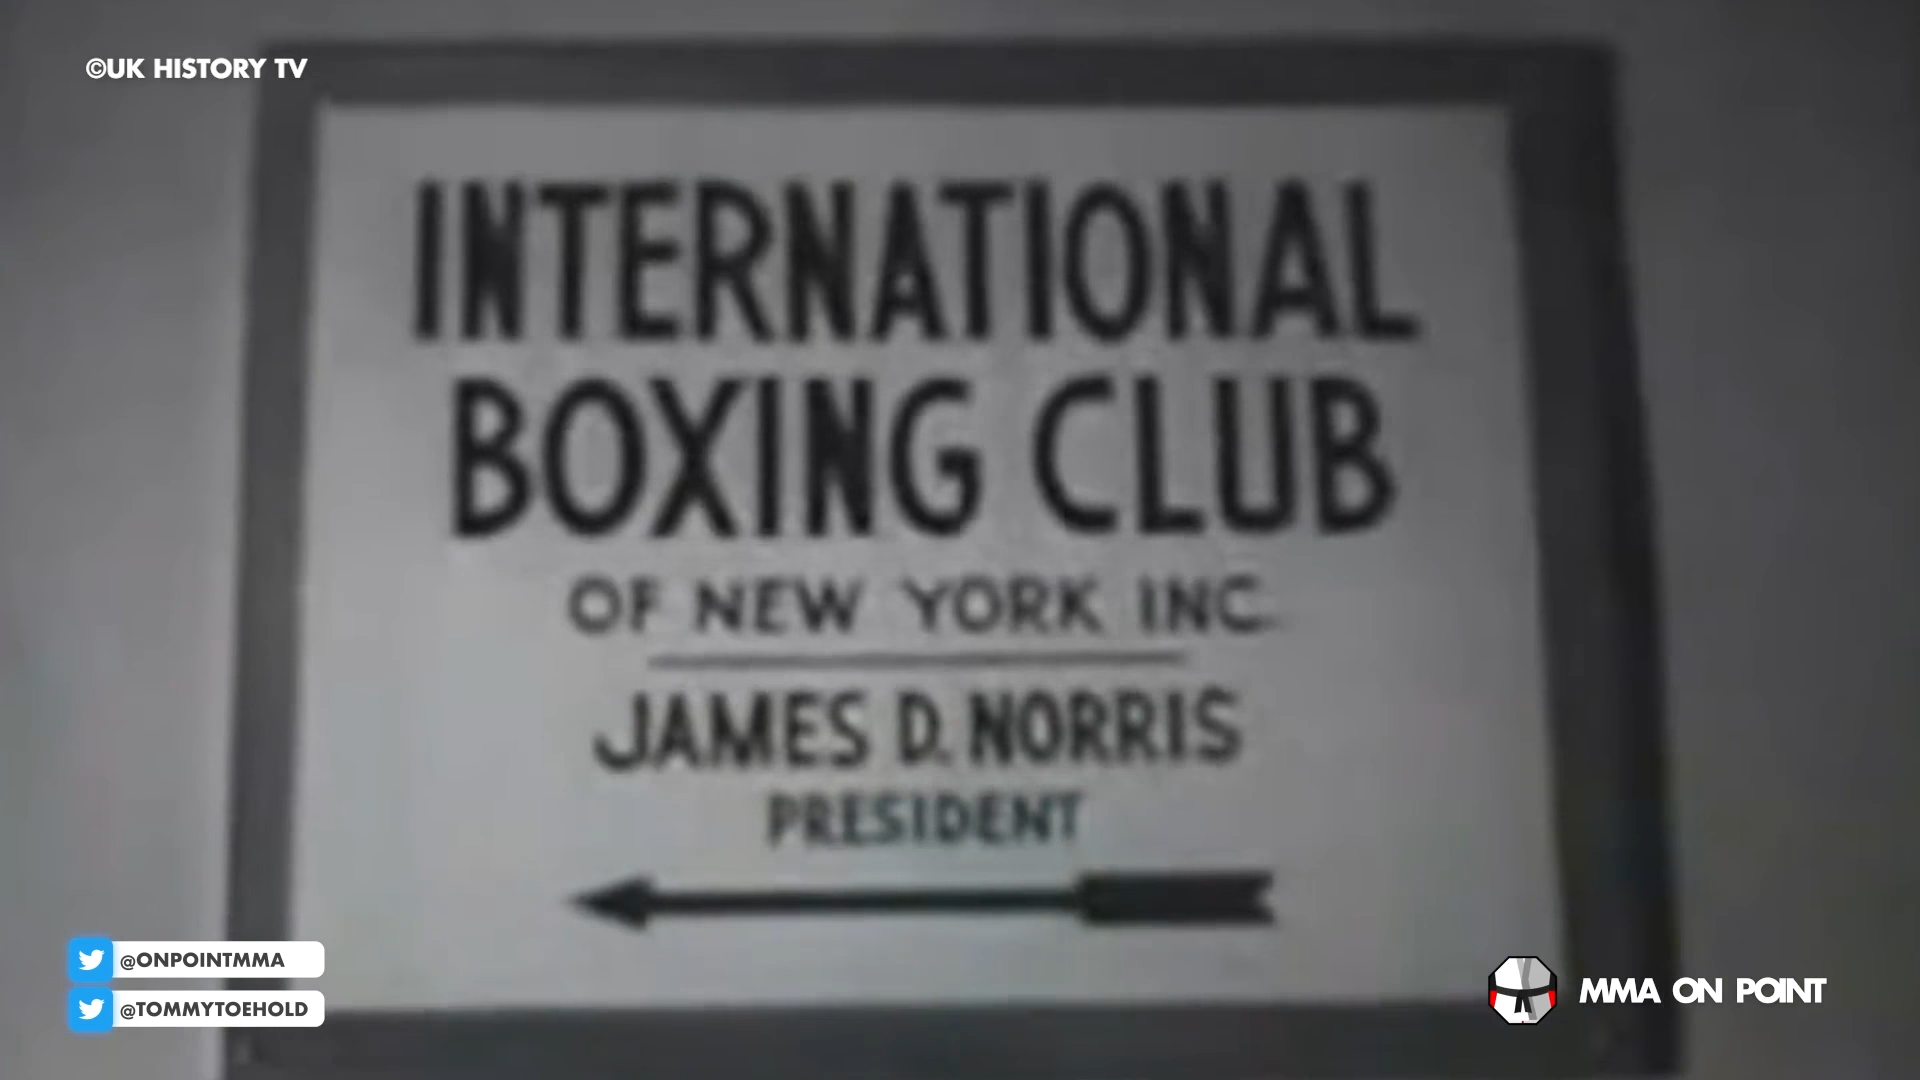 ©UK HISTORY TV
INTERNATIONAL
BOXING CLUB
OF NEW YORK INC.
JAMES D. NORRIS
PRESIDENT
@ONPOINTMMA
@TOMMYTOEHOLD
MMA ON POINT